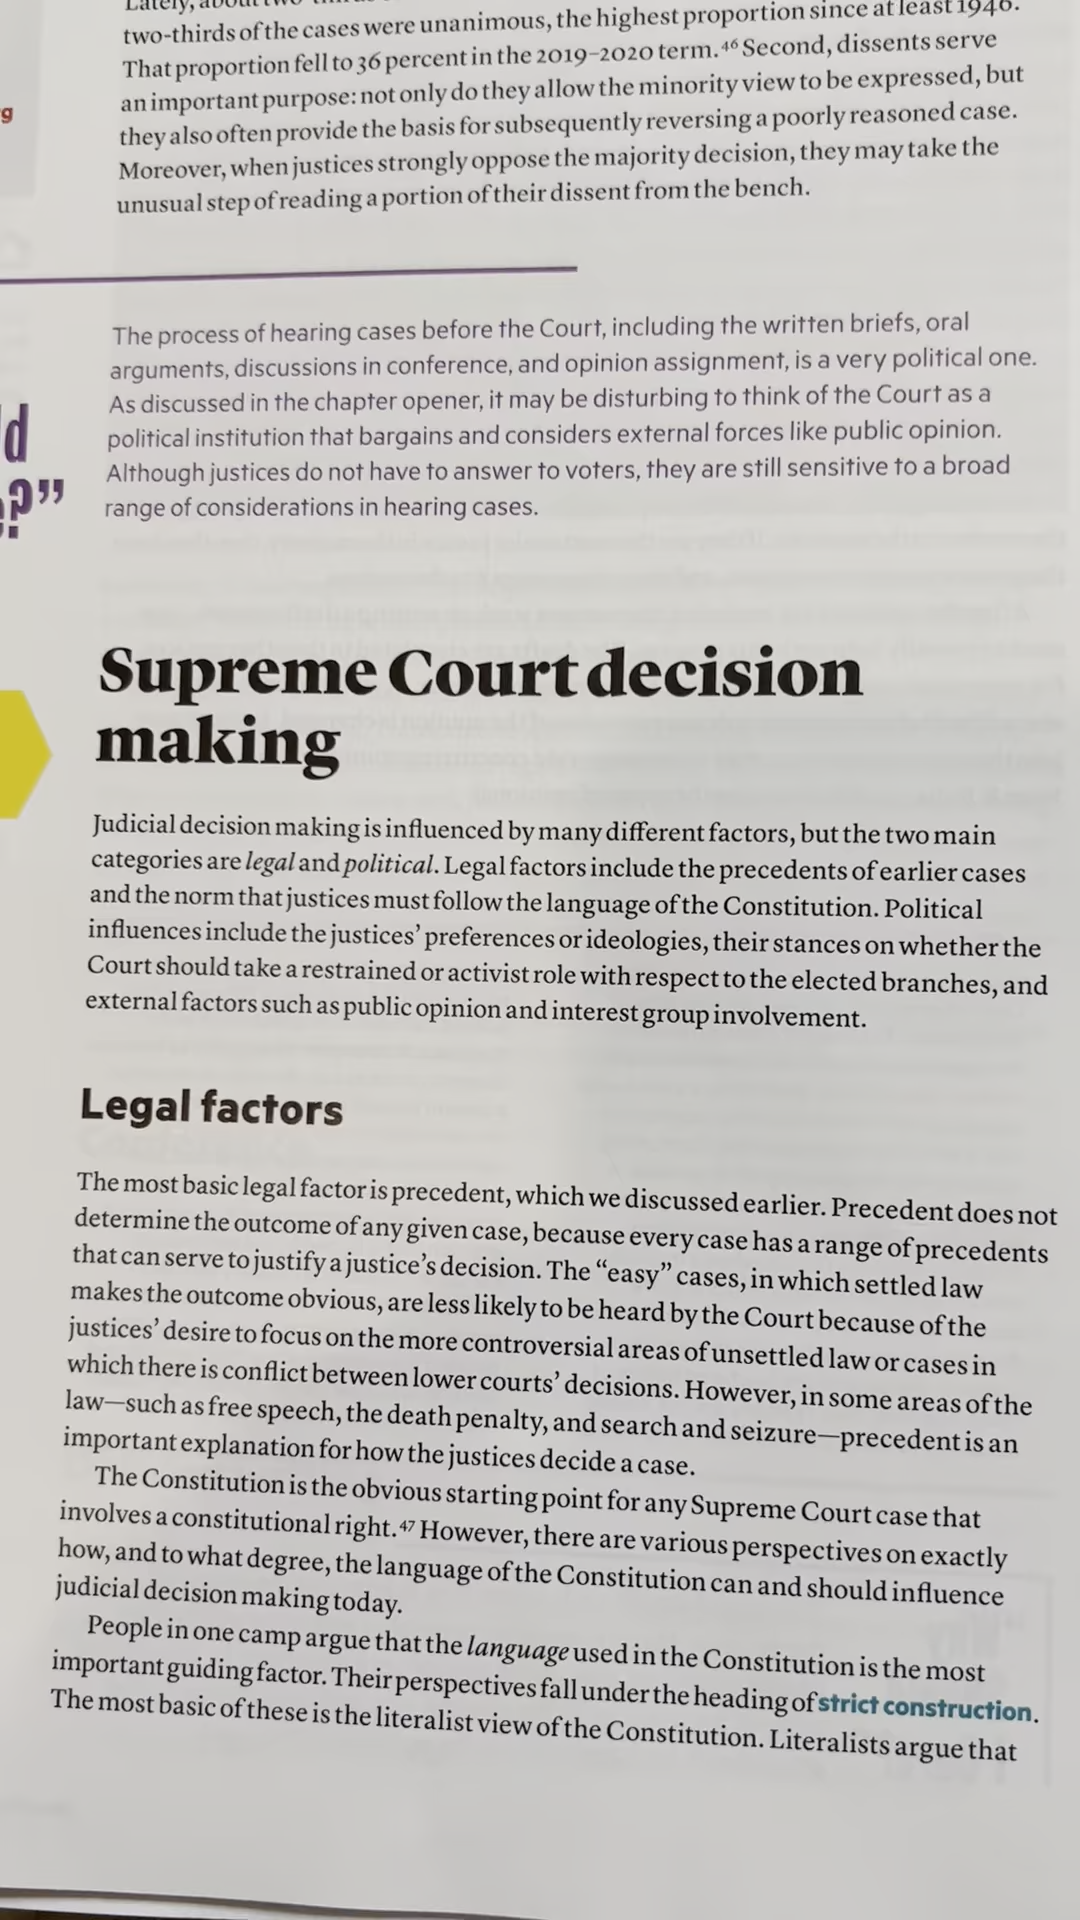 Lately, about two-
two-thirds of the cases were unanimous, the highest proportion since at least 1946.
That proportion fell to 36 percent in the 2019–2020 term.⁴⁶ Second, dissents serve
an important purpose: not only do they allow the minority view to be expressed, but
they also often provide the basis for subsequently reversing a poorly reasoned case.
Moreover, when justices strongly oppose the majority decision, they may take the
unusual step of reading a portion of their dissent from the bench.
g
d
?”
The process of hearing cases before the Court, including the written briefs, oral
arguments, discussions in conference, and opinion assignment, is a very political one.
As discussed in the chapter opener, it may be disturbing to think of the Court as a
political institution that bargains and considers external forces like public opinion.
Although justices do not have to answer to voters, they are still sensitive to a broad
range of considerations in hearing cases.
Supreme Court decision
making
Judicial decision making is influenced by many different factors, but the two main
categories are legal and political. Legal factors include the precedents of earlier cases
and the norm that justices must follow the language of the Constitution. Political
influences include the justices’ preferences or ideologies, their stances on whether the
Court should take a restrained or activist role with respect to the elected branches, and
external factors such as public opinion and interest group involvement.
Legal factors
The most basic legal factor is precedent, which we discussed earlier. Precedent does not
determine the outcome of any given case, because every case has a range of precedents
that can serve to justify a justice’s decision. The “easy” cases, in which settled law
makes the outcome obvious, are less likely to be heard by the Court because of the
justices’ desire to focus on the more controversial areas of unsettled law or cases in
which there is conflict between lower courts’ decisions. However, in some areas of the
law—such as free speech, the death penalty, and search and seizure—precedent is an
important explanation for how the justices decide a case.
The Constitution is the obvious starting point for any Supreme Court case that
involves a constitutional right.⁴⁷ However, there are various perspectives on exactly
how, and to what degree, the language of the Constitution can and should influence
judicial decision making today.
People in one camp argue that the language used in the Constitution is the most
important guiding factor. Their perspectives fall under the heading of strict construction.
The most basic of these is the literalist view of the Constitution. Literalists argue that